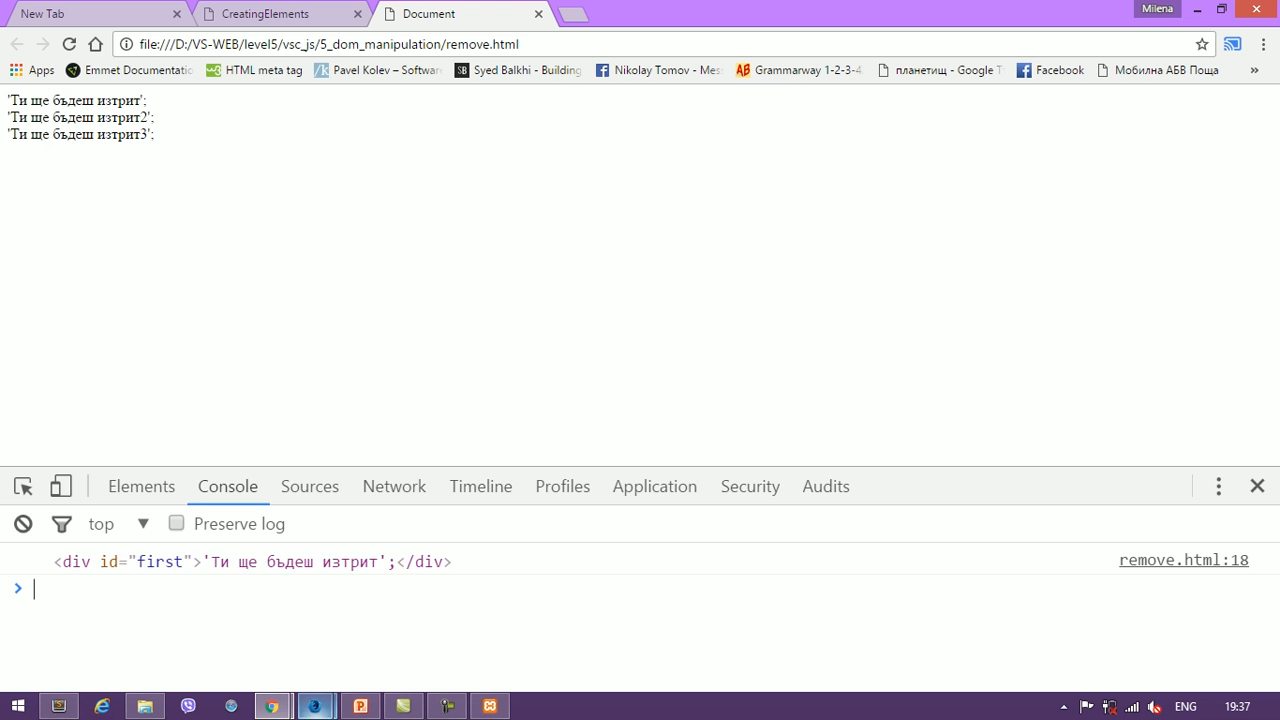 New Tab
CreatingElements
Document
Milena
file:///D:/VS-WEB/level5/vsc_js/5_dom_manipulation/remove.html
Apps
Emmet Documentatio
HTML meta tag
Pavel Kolev – Softwar
Syed Balkhi - Building
Nikolay Tomov - Mes
Grammarway 1-2-3-4
планетищ - Google T
Facebook
Мобилна АБВ Поща
»
'Ти ще бъдеш изтрит';
'Ти ще бъдеш изтрит2';
'Ти ще бъдеш изтрит3';
Elements Console Sources Network Timeline Profiles Application Security Audits
top Preserve log
<div id="first">'Ти ще бъдеш изтрит';</div> remove.html:18
ENG 19:37